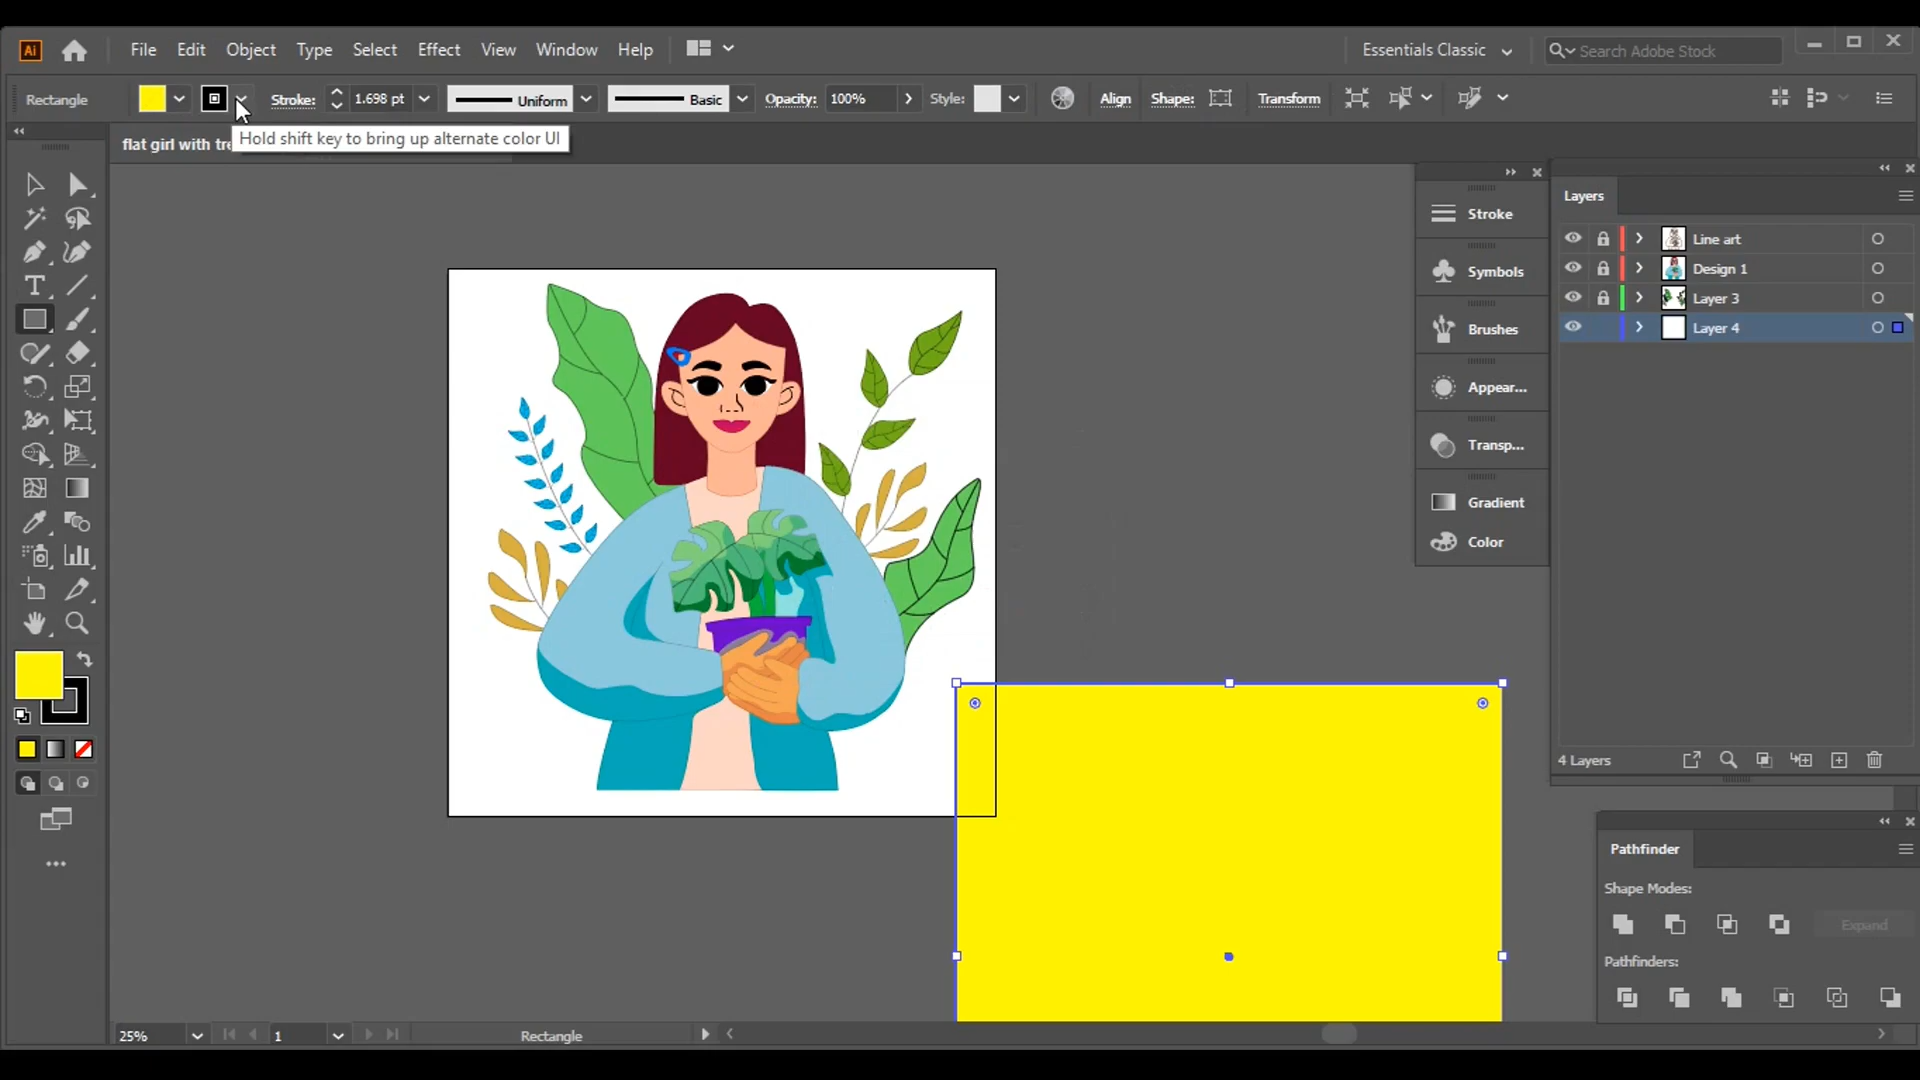 Ai File Edit Object Type Select Effect View Window Help Essentials Classic Search Adobe Stock
Rectangle Stroke: 1.698 pt Uniform Basic Opacity: 100% Style: Align Shape: Transform
flat girl with tre
Hold shift key to bring up alternate color UI
Stroke
Symbols
Brushes
Appear...
Transp...
Gradient
Color
Layers
Line art
Design 1
Layer 3
Layer 4
4 Layers
Pathfinder
Shape Modes:
Expand
Pathfinders:
25% 1 Rectangle